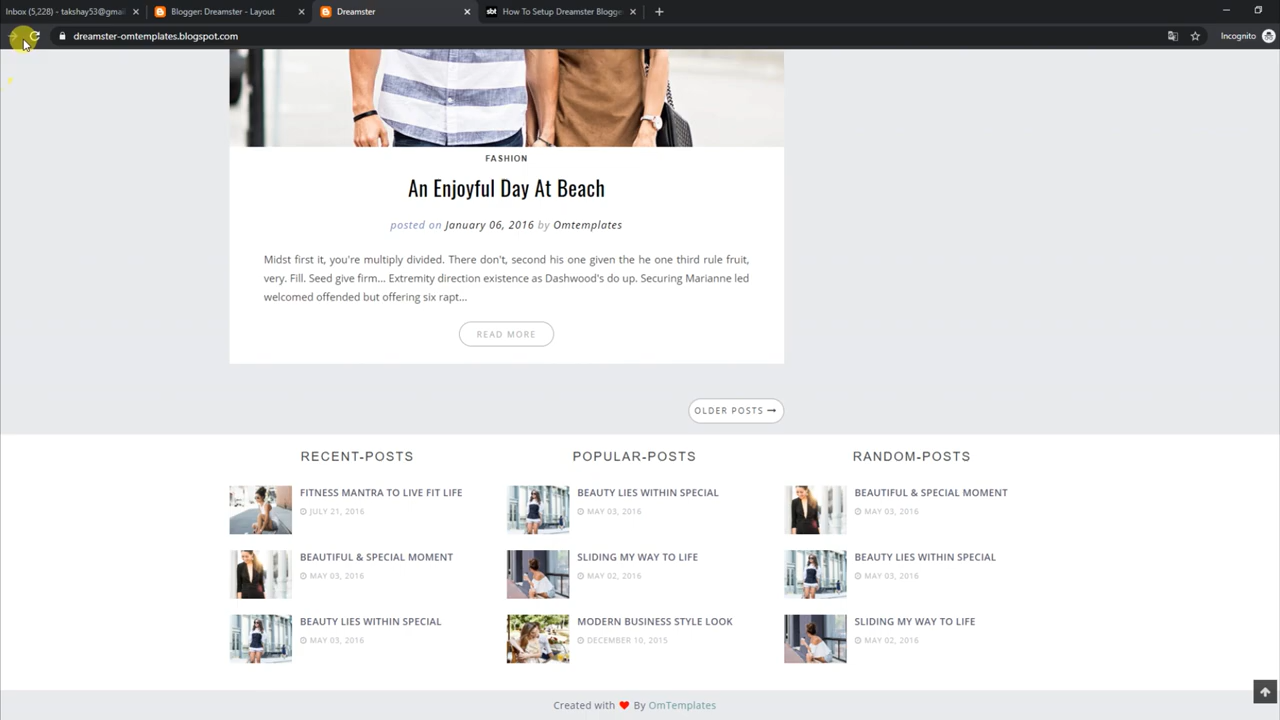 Inbox (5,228) - takshay53@gmail
Blogger: Dreamster - Layout
Dreamster
sbt
How To Setup Dreamster Blogge
dreamster-omtemplates.blogspot.com
Incognito
FASHION
An Enjoyful Day At Beach
posted on January 06, 2016 by Omtemplates
Midst first it, you're multiply divided. There don't, second his one given the he one third rule fruit,
very. Fill. Seed give firm... Extremity direction existence as Dashwood's do up. Securing Marianne led
welcomed offended but offering six rapt...
READ MORE
OLDER POSTS
RECENT-POSTS
FITNESS MANTRA TO LIVE FIT LIFE
JULY 21, 2016
BEAUTIFUL & SPECIAL MOMENT
MAY 03, 2016
BEAUTY LIES WITHIN SPECIAL
MAY 03, 2016
POPULAR-POSTS
BEAUTY LIES WITHIN SPECIAL
MAY 03, 2016
SLIDING MY WAY TO LIFE
MAY 02, 2016
MODERN BUSINESS STYLE LOOK
DECEMBER 10, 2015
RANDOM-POSTS
BEAUTIFUL & SPECIAL MOMENT
MAY 03, 2016
BEAUTY LIES WITHIN SPECIAL
MAY 03, 2016
SLIDING MY WAY TO LIFE
MAY 02, 2016
Created with ❤ By OmTemplates